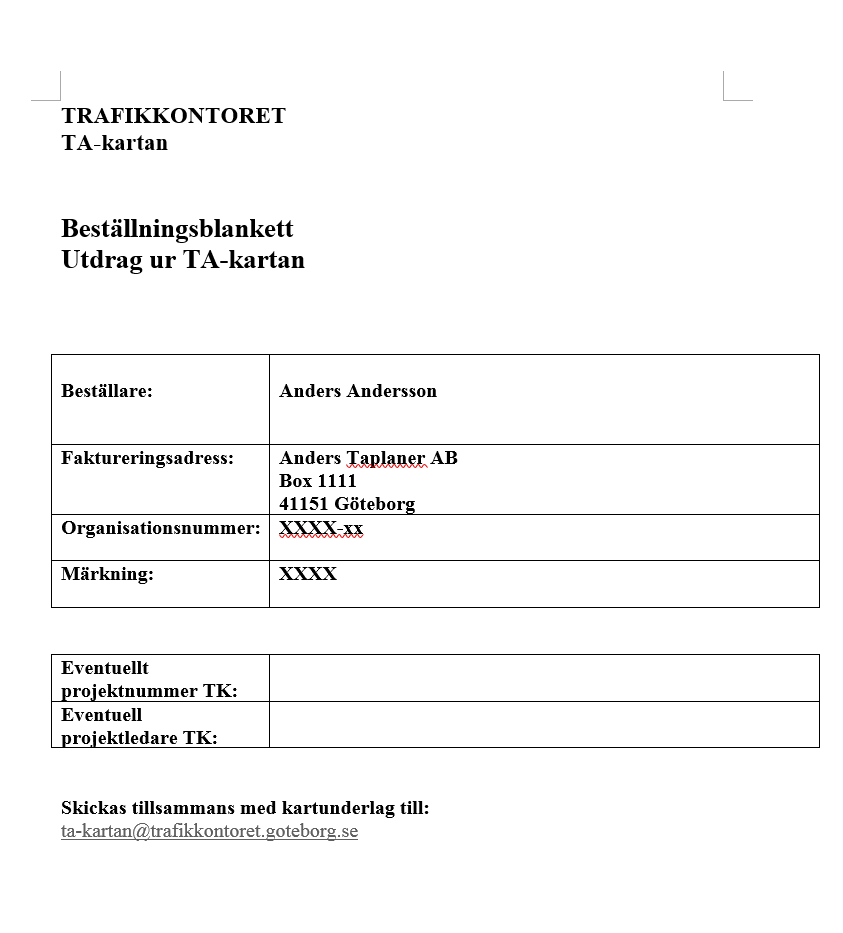 TRAFIKKONTORET
TA-kartan
Beställningsblankett
Utdrag ur TA-kartan
Beställare:
Anders Andersson
Faktureringsadress:
Anders Taplaner AB
Box 1111
41151 Göteborg
Organisationsnummer:
XXXX-xx
Märkning:
XXXX
Eventuellt
projektnummer TK:
Eventuell
projektledare TK:
Skickas tillsammans med kartunderlag till:
ta-kartan@trafikkontoret.goteborg.se